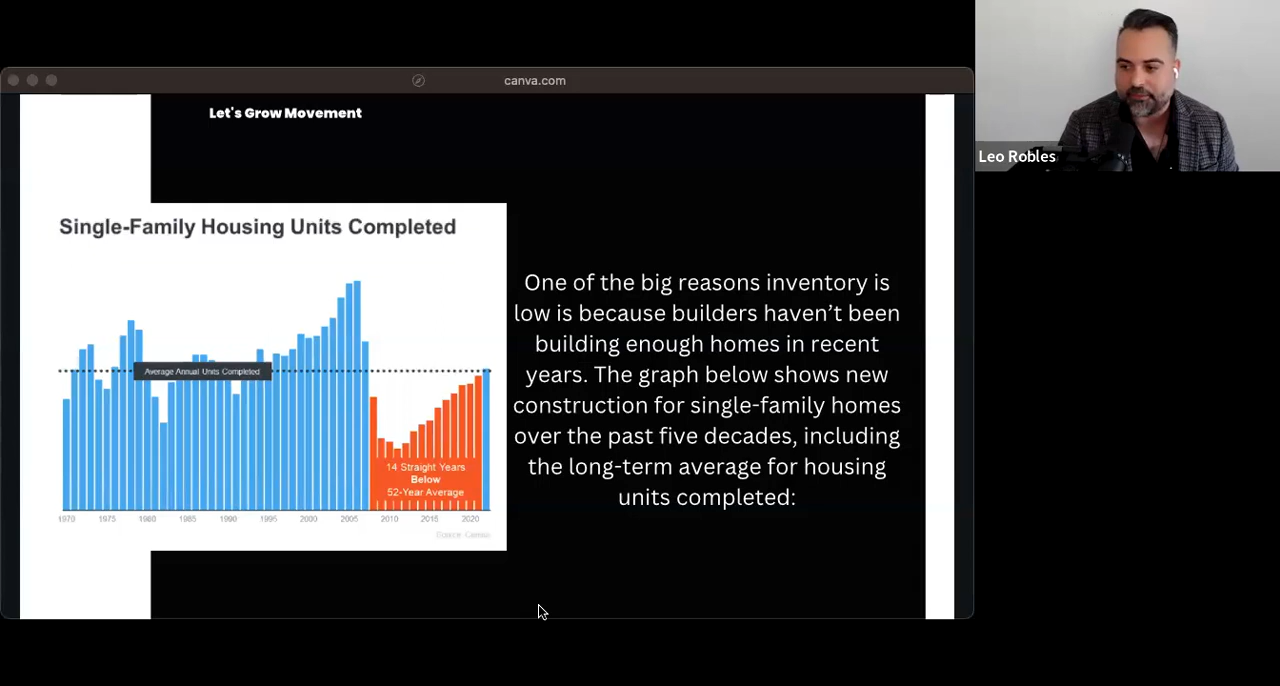 canva.com
Let's Grow Movement
Leo Robles
Single-Family Housing Units Completed
Average Annual Units Completed
14 Straight Years
Below
52-Year Average
1970 1975 1980 1985 1990 1995 2000 2005 2010 2015 2020
Source: Census
One of the big reasons inventory is
low is because builders haven’t been
building enough homes in recent
years. The graph below shows new
construction for single-family homes
over the past five decades, including
the long-term average for housing
units completed: